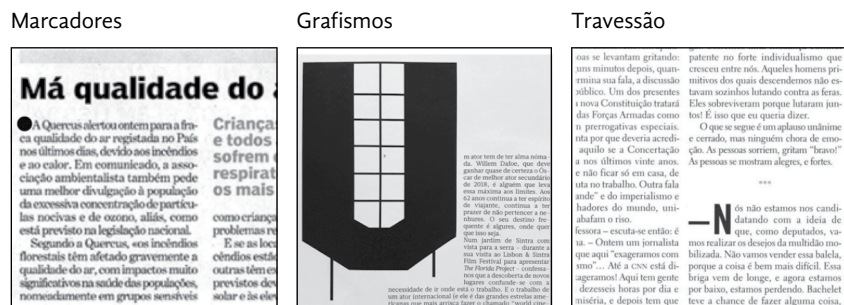 Marcadores
Má qualidade do
A Quercus alertou ontem para a fra-
ca qualidade do ar registada no País
nos últimos dias, devido aos incêndios
e ao calor. Em comunicado, a asso-
ciação ambientalista também pede
uma melhor divulgação à população
da excessiva concentração de partícu-
las nocivas e de ozono, aliás, como
está previsto na legislação nacional.
Segundo a Quercus, «os incêndios
florestais têm afetado gravemente a
qualidade do ar, com impactos muito
significativos na saúde das populações,
nomeadamente em grupos sensíveis
Criança
e todos
sofrem
respirat
os mais
como criança
problemas re
E se as loca
cêndios estã
outras têm ex
previstos de
solar e às ele
Grafismos
m ator tem de ter alma nóma-
da. Willem Dafoe, que deve
ganhar quase de certeza o Ós-
car de melhor ator secundário
de 2018, é alguém que leva
essa máxima aos limites. Aos
62 anos continua a ter espírito
de viajante, continua a ter
prazer de não pertencer a ne-
nhures. O seu destino fre-
quente é algures, onde quer
que isso seja.
Num jardim de Sintra com
vista para a serra - durante a
sua visita ao Lisbon & Sintra
Film Festival para apresentar
The Florida Project - confessa-
nos que a descoberta de novos
lugares confunde-se com a
necessidade de ir onde está o trabalho. E o trabalho de
um ator internacional (e ele é das grandes estrelas ame-
ricanas que mais arrisca fazer o chamado "world cine-
Travessão
oas se levantam gritando:
uns minutos depois, quan-
rmina sua fala, a discussão
público. Um dos presentes
a nova Constituição tratará
das Forças Armadas como
n prerrogativas especiais.
nta por que deveria acredi-
aquilo se a Concertação
a nos últimos vinte anos.
e não ficar só em casa, de
uta no trabalho. Outra fala
ande" e do imperialismo e
hadores do mundo, uni-
abafam o riso.
fessora – escuta-se então: é
ua. – Ontem um jornalista
que aqui "exageramos com
smo"... Até a CNN está di-
ageramos! Aqui tem gente
dezesseis horas por dia e
miséria, e depois tem que
patente no forte individualismo que
cresceu entre nós. Aqueles homens pri-
mitivos dos quais descendemos não es-
tavam sozinhos lutando contra as feras.
Eles sobreviveram porque lutaram jun-
tos! É isso que eu queria dizer.
O que se segue é um aplauso unânime
e cerrado, mas ninguém chora de emo-
ção. As pessoas sorriem, gritam "bravo!"
As pessoas se mostram alegres, e fortes.
***
— Nós não estamos nos candi-
datando com a ideia de
que, como deputados, va-
mos realizar os desejos da multidão mo-
bilizada. Não vamos vender essa balela,
porque a coisa é bem mais difícil. Essa
briga vem de longe, e agora estamos
por baixo, estamos perdendo. Bachelet
teve a chance de fazer alguma coisa,